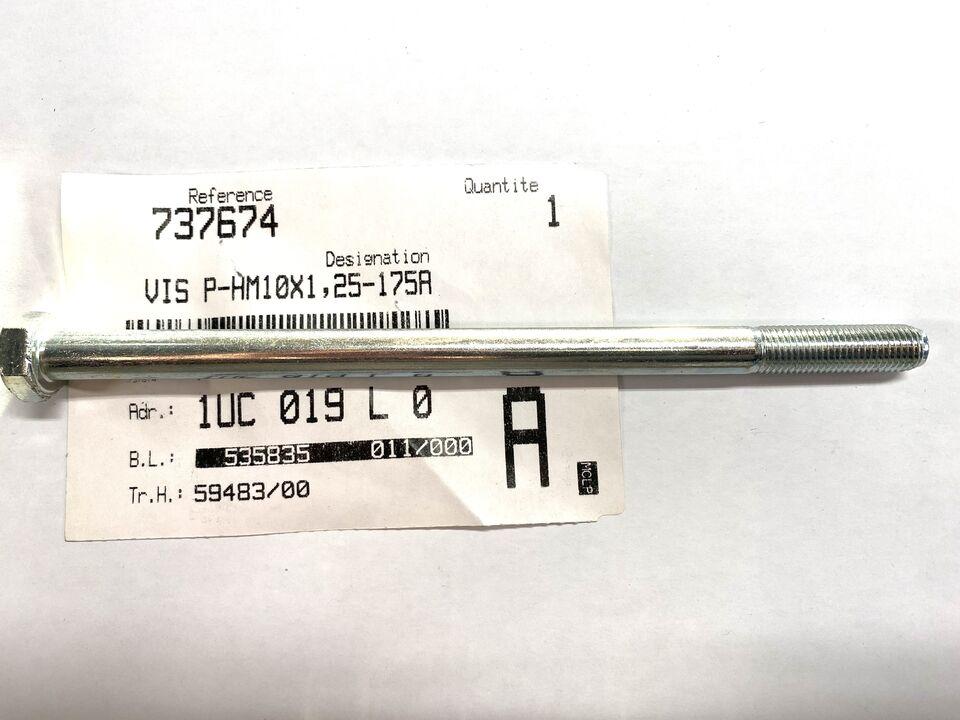 Reference
Quantite
737674
1
Designation
VIS P-HM10X1,25-175A
Adr.: 1UC 019 L 0
A
B.L.: 535835 011/000
MCLP
Tr.H.: 59483/00